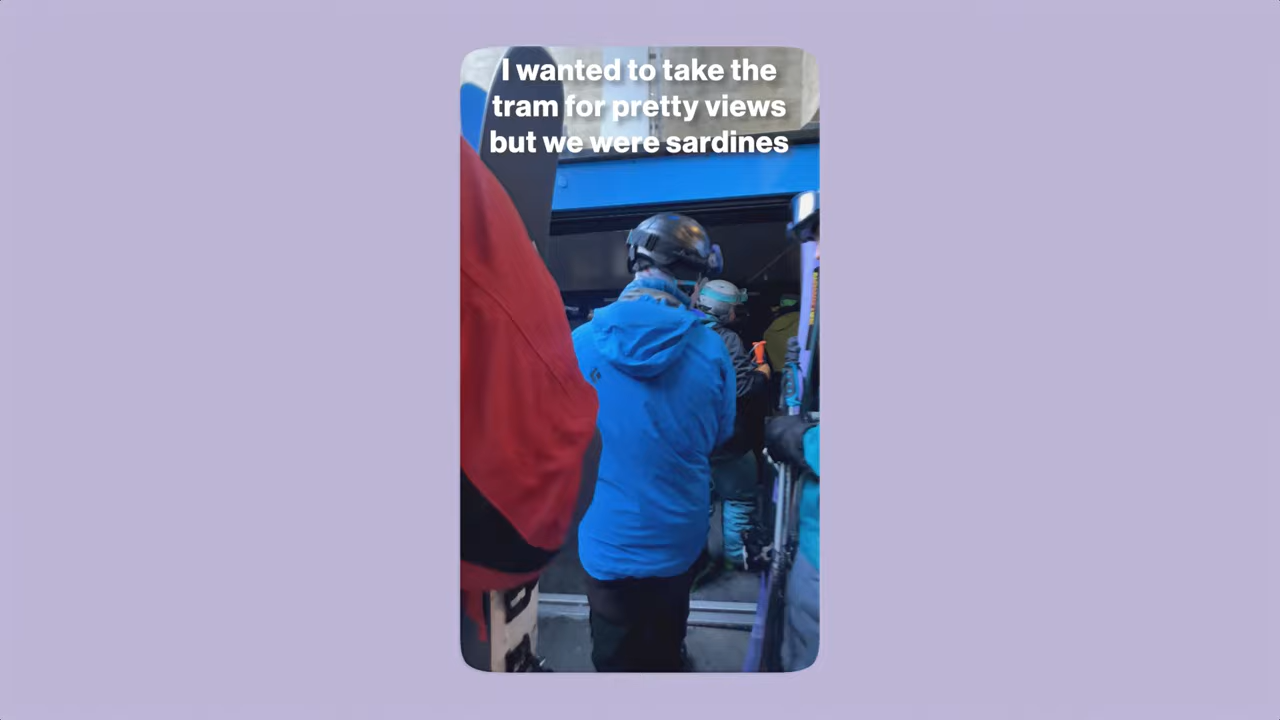 I wanted to take the
tram for pretty views
but we were sardines